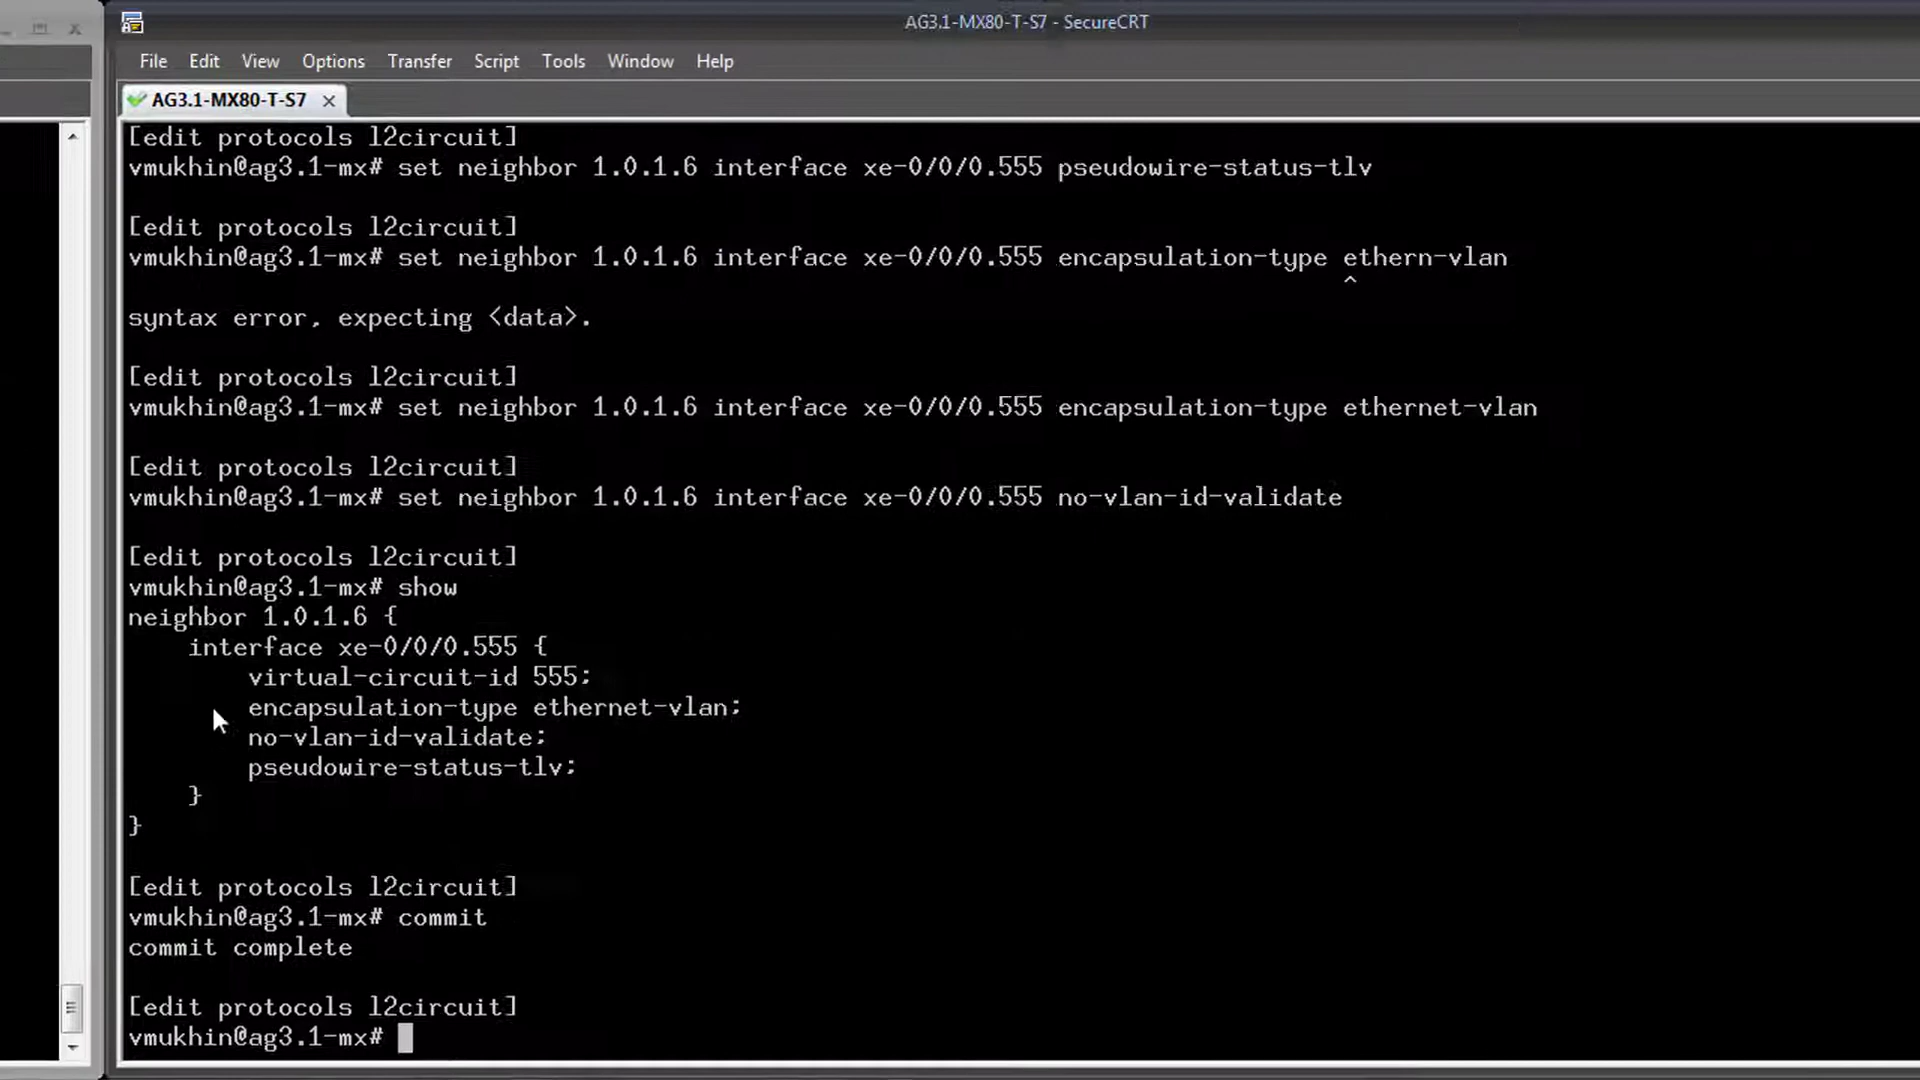 AG3.1-MX80-T-S7 - SecureCRT
File Edit View Options Transfer Script Tools Window Help
AG3.1-MX80-T-S7
[edit protocols l2circuit]
vmukhin@ag3.1-mx# set neighbor 1.0.1.6 interface xe-0/0/0.555 pseudowire-status-tlv
[edit protocols l2circuit]
vmukhin@ag3.1-mx# set neighbor 1.0.1.6 interface xe-0/0/0.555 encapsulation-type ethern-vlan
^
syntax error, expecting <data>.
[edit protocols l2circuit]
vmukhin@ag3.1-mx# set neighbor 1.0.1.6 interface xe-0/0/0.555 encapsulation-type ethernet-vlan
[edit protocols l2circuit]
vmukhin@ag3.1-mx# set neighbor 1.0.1.6 interface xe-0/0/0.555 no-vlan-id-validate
[edit protocols l2circuit]
vmukhin@ag3.1-mx# show
neighbor 1.0.1.6 {
interface xe-0/0/0.555 {
virtual-circuit-id 555;
encapsulation-type ethernet-vlan;
no-vlan-id-validate;
pseudowire-status-tlv;
}
}
[edit protocols l2circuit]
vmukhin@ag3.1-mx# commit
commit complete
[edit protocols l2circuit]
vmukhin@ag3.1-mx#